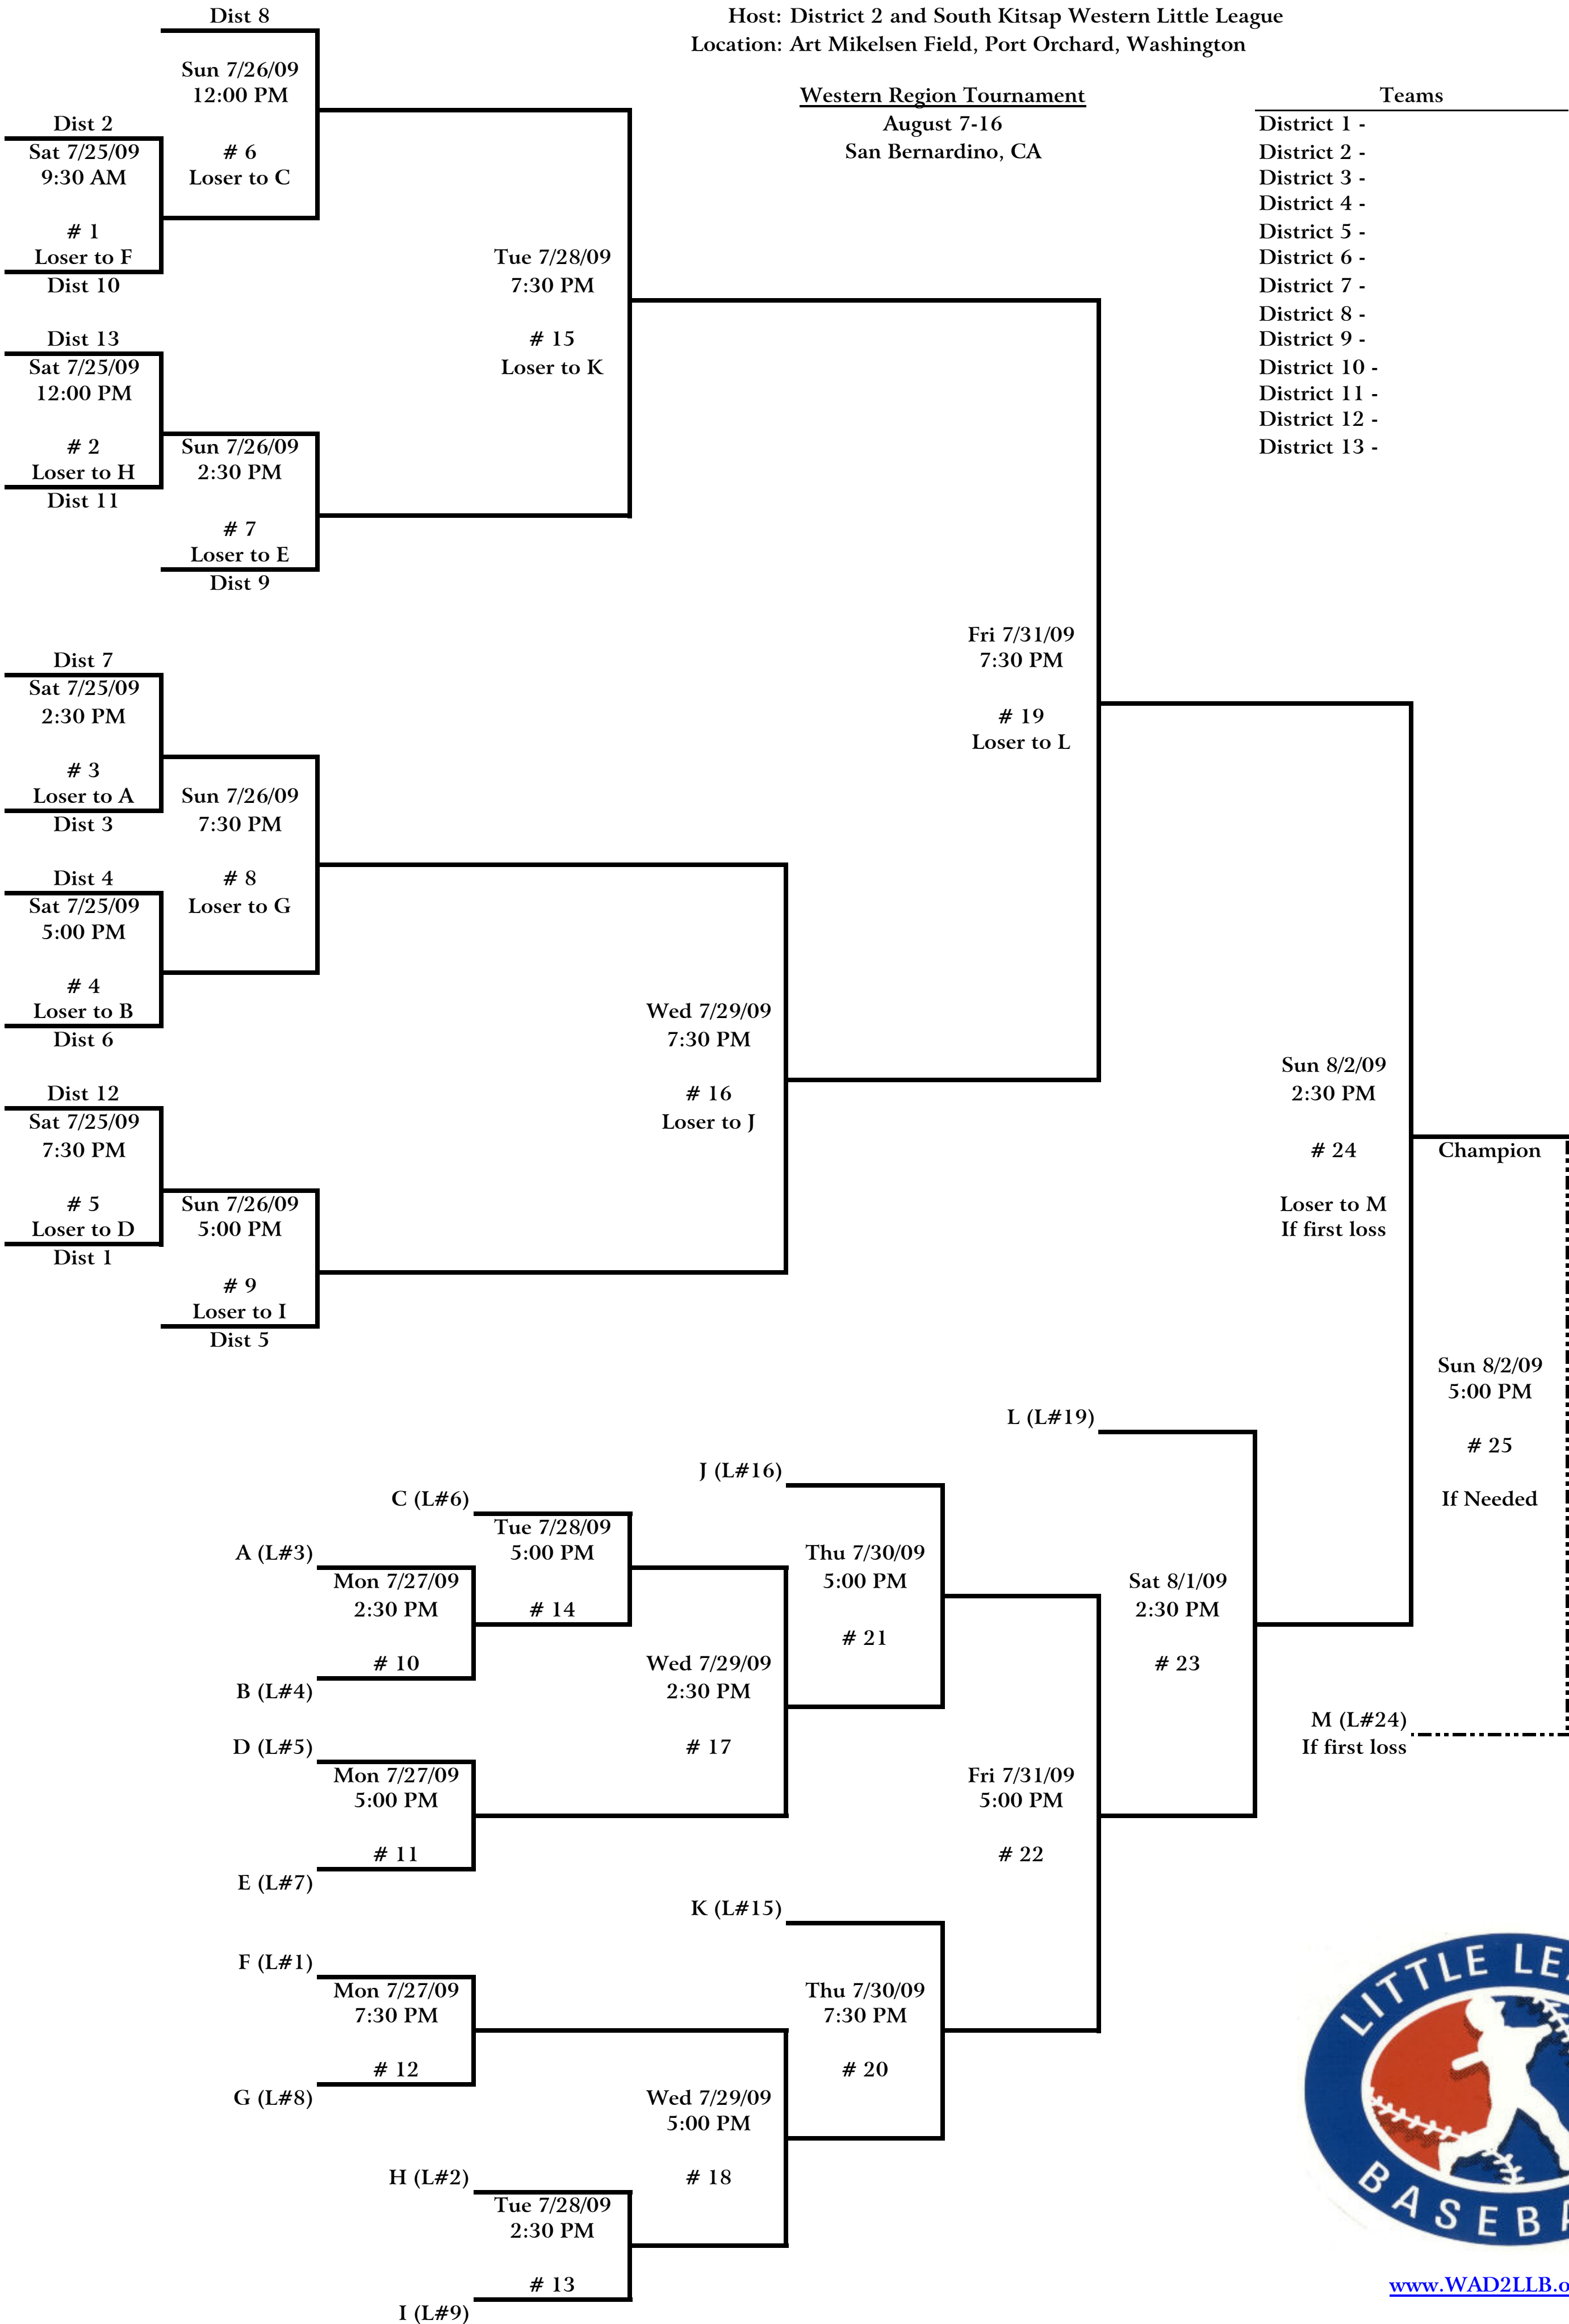 Host: District 2 and South Kitsap Western Little League
Location: Art Mikelsen Field, Port Orchard, Washington
Western Region Tournament
August 7-16
San Bernardino, CA
Teams
District 1 -
District 2 -
District 3 -
District 4 -
District 5 -
District 6 -
District 7 -
District 8 -
District 9 -
District 10 -
District 11 -
District 12 -
District 13 -
Dist 8
Sun 7/26/09
12:00 PM
# 6
Loser to C
Dist 2
Sat 7/25/09
9:30 AM
# 1
Loser to F
Dist 10
Dist 13
Sat 7/25/09
12:00 PM
# 2
Loser to H
Dist 11
Sun 7/26/09
2:30 PM
# 7
Loser to E
Dist 9
Tue 7/28/09
7:30 PM
# 15
Loser to K
Dist 7
Sat 7/25/09
2:30 PM
# 3
Loser to A
Dist 3
Sun 7/26/09
7:30 PM
# 8
Loser to G
Dist 4
Sat 7/25/09
5:00 PM
# 4
Loser to B
Dist 6
Dist 12
Sat 7/25/09
7:30 PM
# 5
Loser to D
Dist 1
Sun 7/26/09
5:00 PM
# 9
Loser to I
Dist 5
Wed 7/29/09
7:30 PM
# 16
Loser to J
Fri 7/31/09
7:30 PM
# 19
Loser to L
Sun 8/2/09
2:30 PM
# 24
Loser to M
If first loss
Champion
Sun 8/2/09
5:00 PM
# 25
If Needed
L (L#19)
J (L#16)
C (L#6)
Tue 7/28/09
5:00 PM
# 14
A (L#3)
Mon 7/27/09
2:30 PM
# 10
B (L#4)
D (L#5)
Mon 7/27/09
5:00 PM
# 11
E (L#7)
Wed 7/29/09
2:30 PM
# 17
Thu 7/30/09
5:00 PM
# 21
Sat 8/1/09
2:30 PM
# 23
M (L#24)
If first loss
Fri 7/31/09
5:00 PM
# 22
K (L#15)
F (L#1)
Mon 7/27/09
7:30 PM
# 12
G (L#8)
Thu 7/30/09
7:30 PM
# 20
Wed 7/29/09
5:00 PM
# 18
H (L#2)
Tue 7/28/09
2:30 PM
# 13
I (L#9)
LITTLE
www.WAD2LLB.o